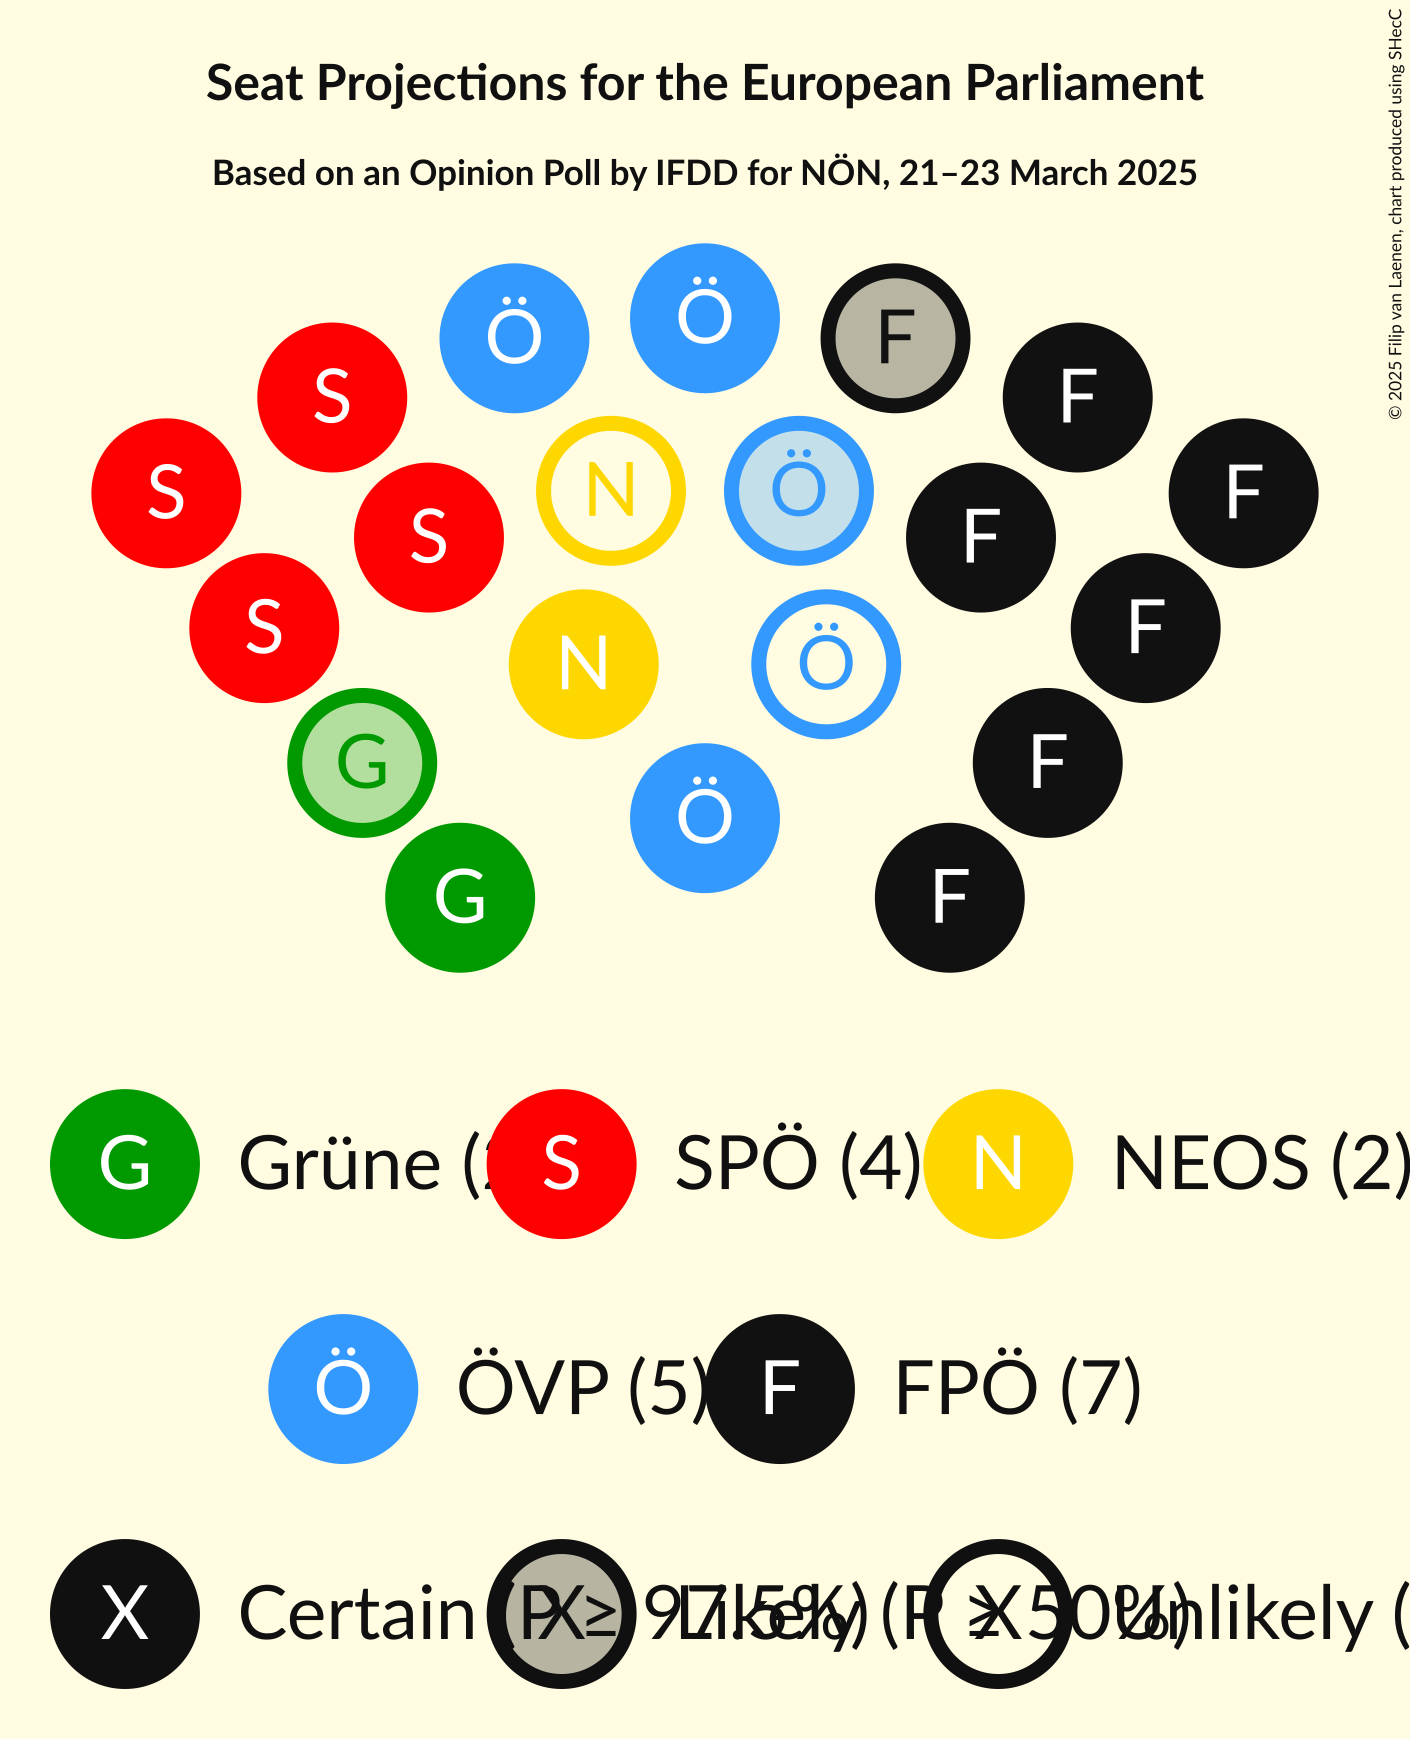 Seat Projections for the European Parliament
Based on an Opinion Poll by IFDD for NÖN, 21–23 March 2025
© 2025 Filip van Laenen, chart produced using SHecC
Ö
Ö F
S F
S N Ö F
S S F F
G N Ö F
G Ö F
G Grüne ( S SPÖ (4) N NEOS (2)
Ö ÖVP (5) F FPÖ (7)
X Certain (P ≥ 97.5%) X Likely (P ≥ 50%) X Unlikely (